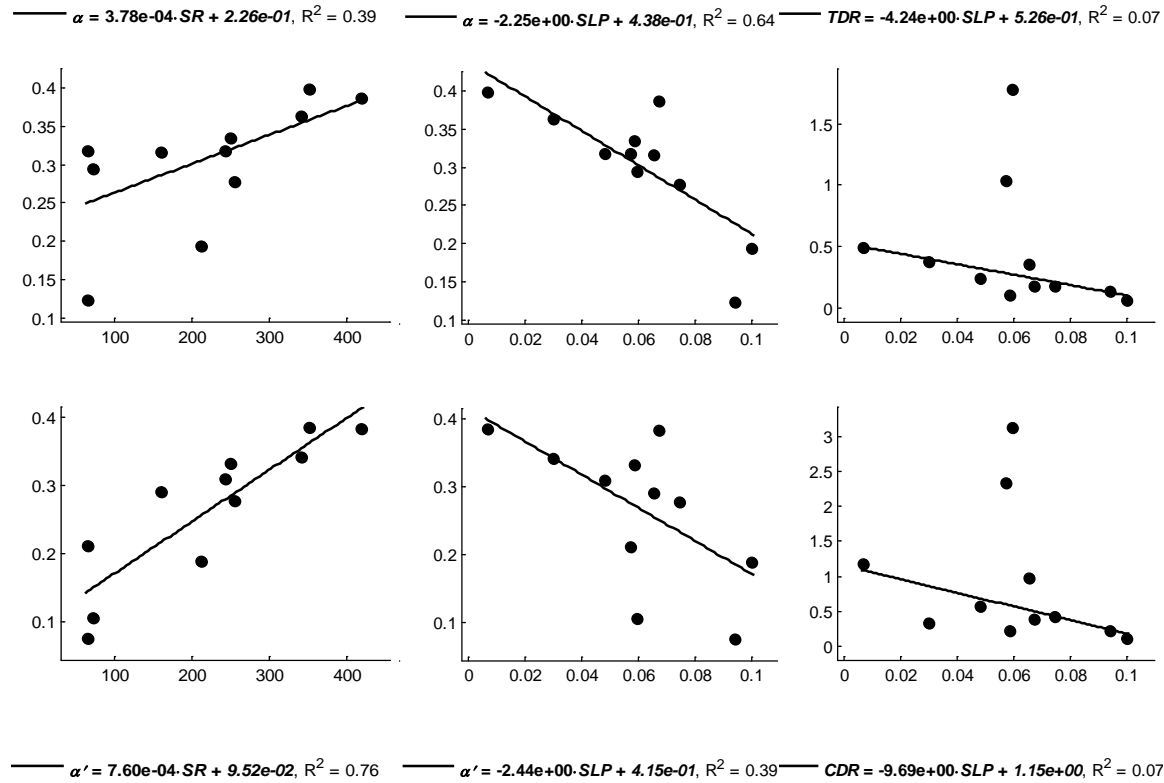 α = 3.78e-04·SR + 2.26e-01, R² = 0.39
α = -2.25e+00·SLP + 4.38e-01, R² = 0.64
TDR = -4.24e+00·SLP + 5.26e-01, R² = 0.07
0.4
0.35
0.3
0.25
0.2
0.15
0.1
100 200 300 400
0.4
0.35
0.3
0.25
0.2
0.15
0.1
0 0.02 0.04 0.06 0.08 0.1
1.5
1
0.5
0
0 0.02 0.04 0.06 0.08 0.1
0.4
0.3
0.2
0.1
100 200 300 400
0.4
0.3
0.2
0.1
0 0.02 0.04 0.06 0.08 0.1
3
2.5
2
1.5
1
0.5
0
0 0.02 0.04 0.06 0.08 0.1
α′ = 7.60e-04·SR + 9.52e-02, R² = 0.76
α′ = -2.44e+00·SLP + 4.15e-01, R² = 0.39
CDR = -9.69e+00·SLP + 1.15e+00, R² = 0.07